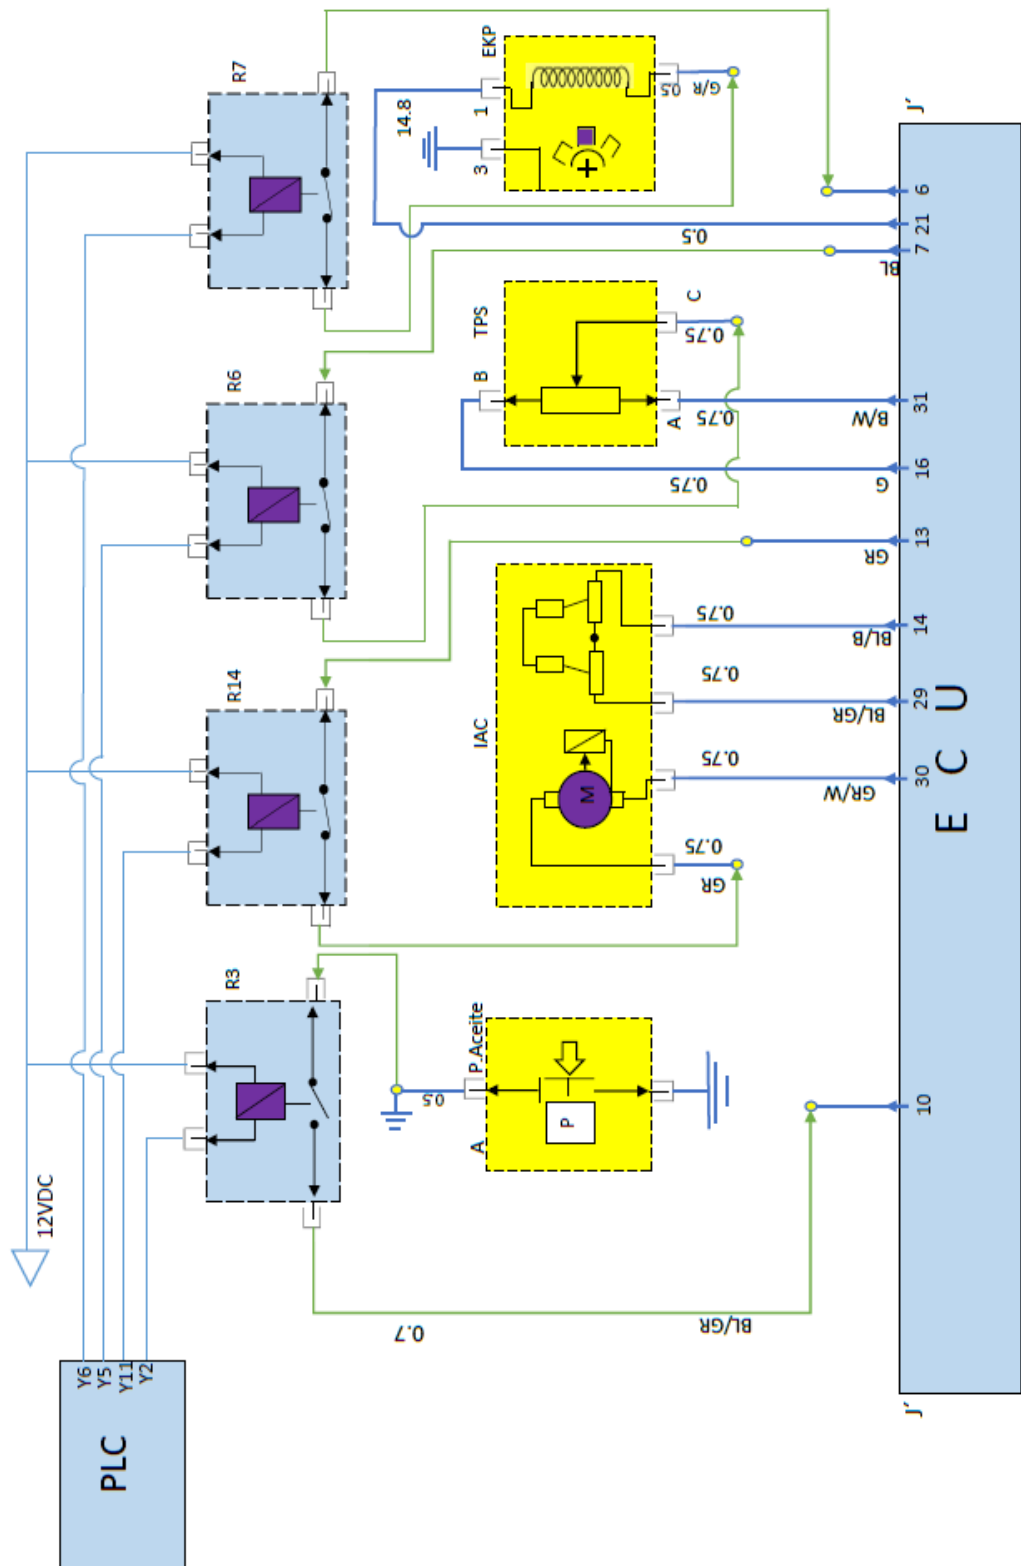 PLC
Y6
Y5
Y11
Y2
12VDC
R3
R14
R6
R7
0.7
BL/GR
A
P.Aceite
0.5
P
IAC
M
GR
0.75
0.75
0.75
0.75
GR/W
BL/GR
BL/B
GR
TPS
B
A
C
0.75
0.75
0.75
G
B/W
EKP
14.8
3
1
0.5
G/R
0.5
BL
J'
10
30
29
14
13
16
31
7
21
6
J'
E C U